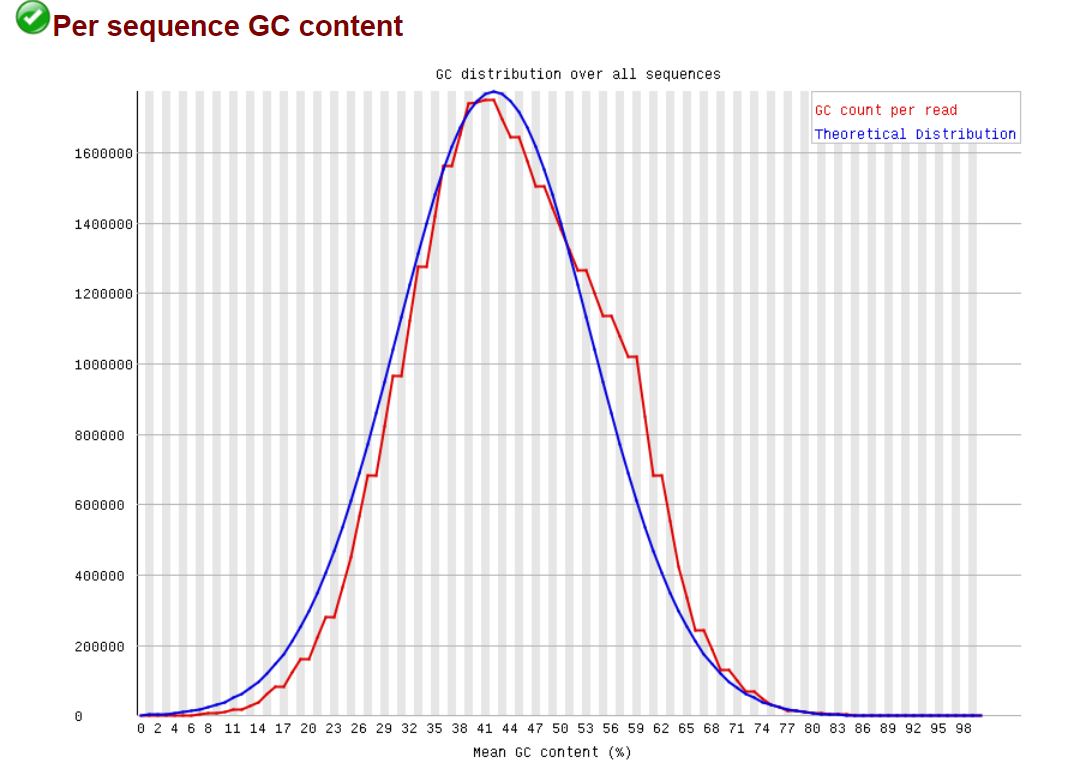 Per sequence GC content
GC distribution over all sequences
GC count per read
Theoretical Distribution
1600000
1400000
1200000
1000000
800000
600000
400000
200000
0
0 2 4 6 8 11 14 17 20 23 26 29 32 35 38 41 44 47 50 53 56 59 62 65 68 71 74 77 80 83 86 89 92 95 98
Mean GC content (%)